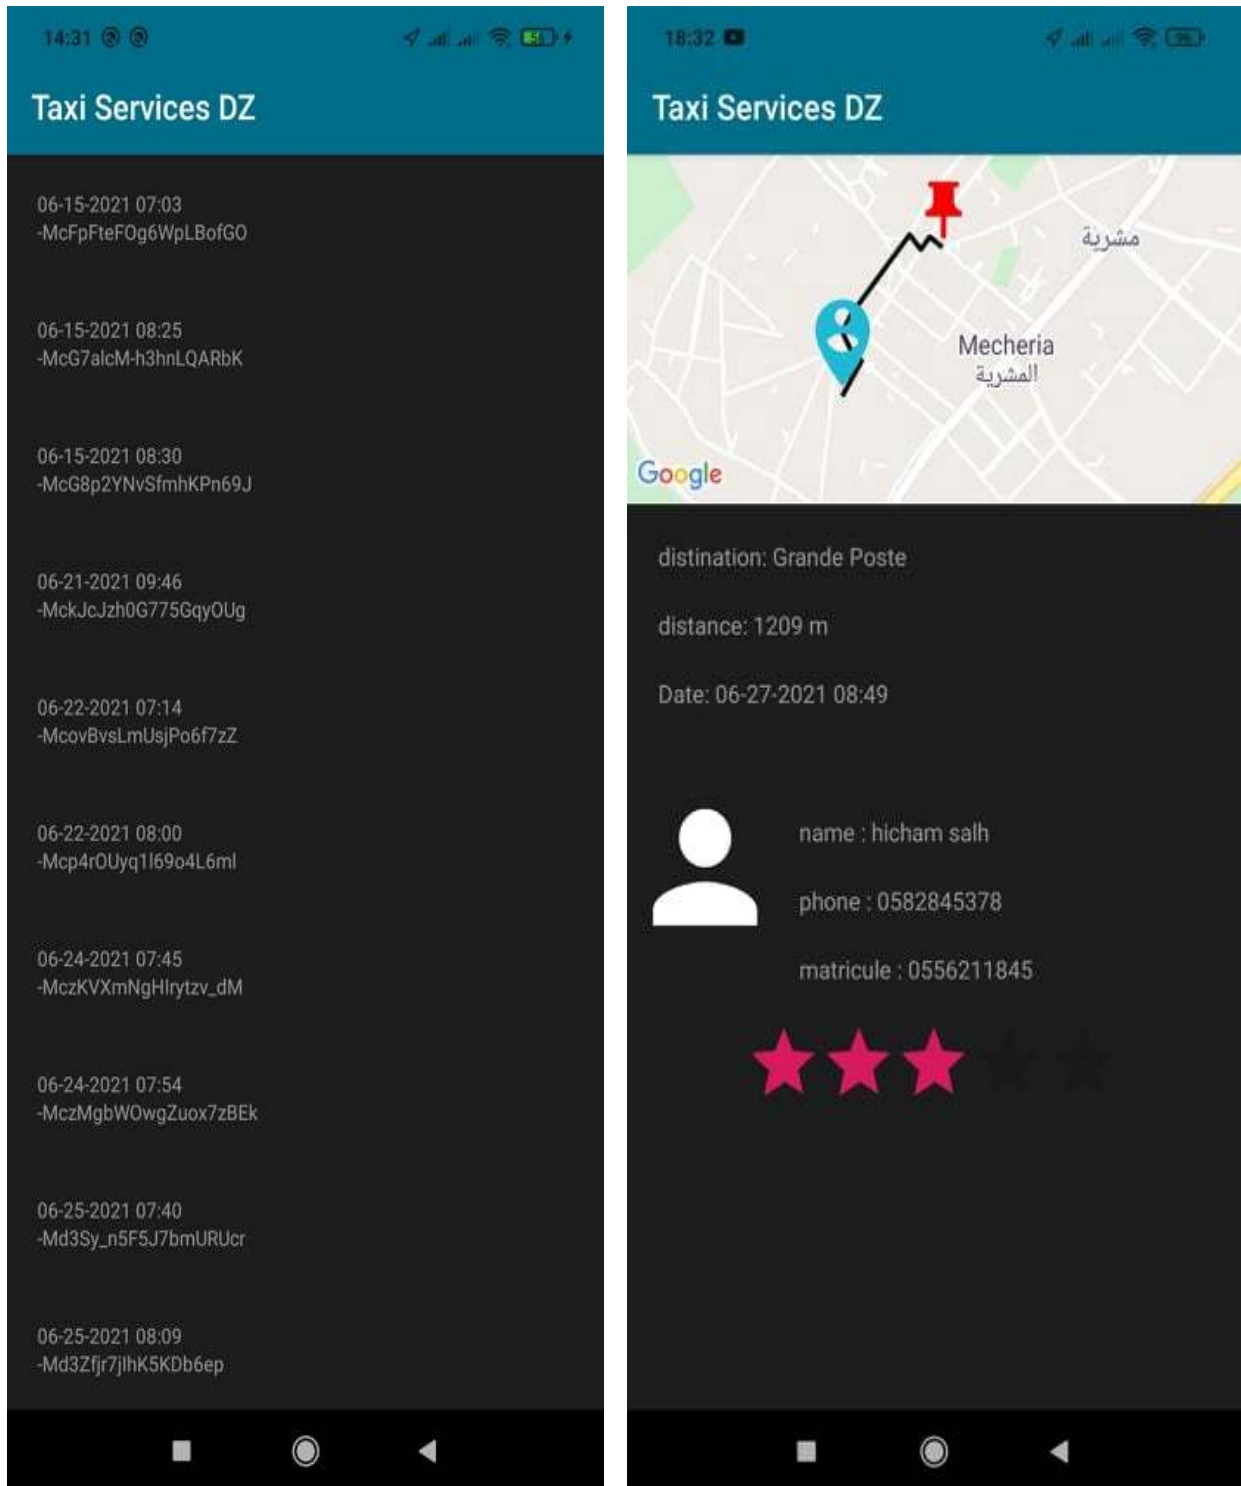 14:31
Taxi Services DZ
06-15-2021 07:03
-McFpFteFOg6WpLBofGO
06-15-2021 08:25
-McG7alcM-h3hnLQARbK
06-15-2021 08:30
-McG8p2YNvSfmhKPn69J
06-21-2021 09:46
-MckJcJzh0G775GqyOUg
06-22-2021 07:14
-McovBvsLmUsjPo6f7zZ
06-22-2021 08:00
-Mcp4rOUyq1l69o4L6ml
06-24-2021 07:45
-MczKVXmNgHIrytzv_dM
06-24-2021 07:54
-MczMgbWOwgZuox7zBEk
06-25-2021 07:40
-Md3Sy_n5F5J7bmURUcr
06-25-2021 08:09
-Md3Zfjr7jIhK5KDb6ep
18:32
Taxi Services DZ
مشرية
Mecheria
المشرية
Google
distination: Grande Poste
distance: 1209 m
Date: 06-27-2021 08:49
name : hicham salh
phone : 0582845378
matricule : 0556211845